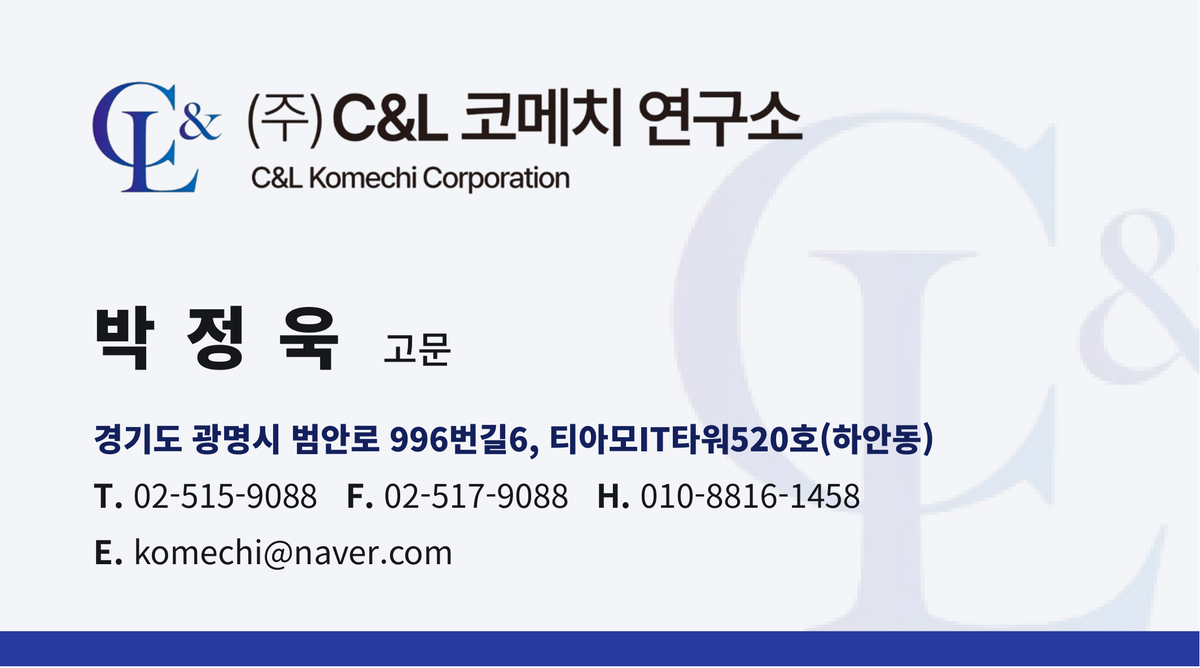 C&L (주)C&L 코메치 연구소
C&L Komechi Corporation
박 정 욱 고문
경기도 광명시 범안로 996번길6, 티아모IT타워520호(하안동)
T. 02-515-9088 F. 02-517-9088 H. 010-8816-1458
E. komechi@naver.com
C&L